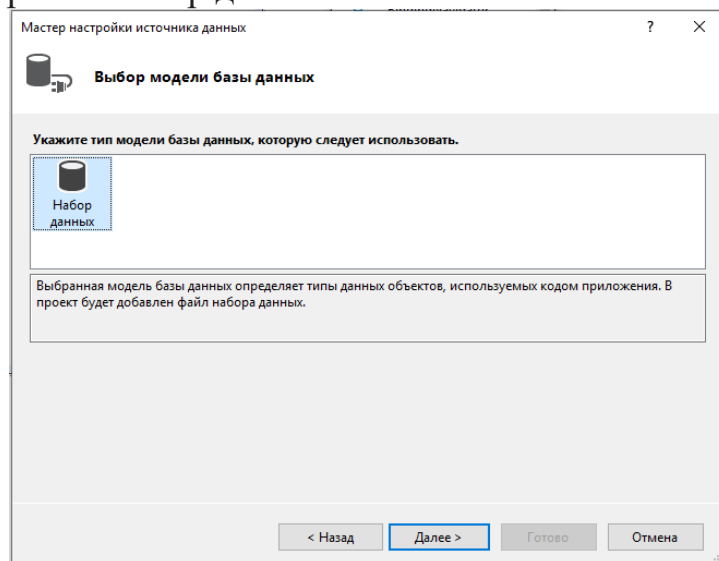 Мастер настройки источника данных
?
Выбор модели базы данных
Укажите тип модели базы данных, которую следует использовать.
Набор
данных
Выбранная модель базы данных определяет типы данных объектов, используемых кодом приложения. В
проект будет добавлен файл набора данных.
< Назад
Далее >
Готово
Отмена